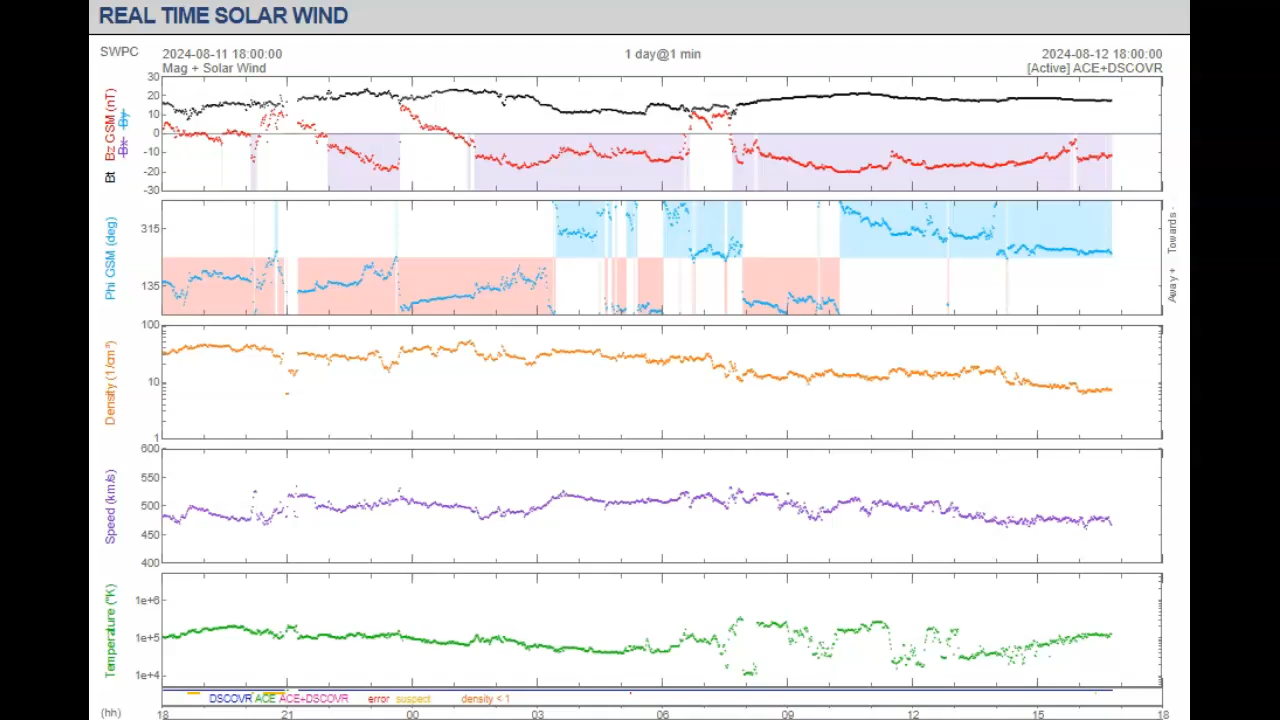 REAL TIME SOLAR WIND
SWPC 2024-08-11 18:00:00 1 day@1 min 2024-08-12 18:00:00
Mag + Solar Wind [Active] ACE+DSCOVR
Bt Bz GSM (nT)
Bx By
30
20
10
0
-10
-20
-30
Phi GSM (deg)
315
135
Towards -
Away +
Density (1/cm³)
100
10
1
Speed (km/s)
600
550
500
450
400
Temperature (°K)
1e+6
1e+5
1e+4
DSCOVR ACE ACE+DSCOVR error suspect density < 1
(hh) 18 21 00 03 06 09 12 15 18